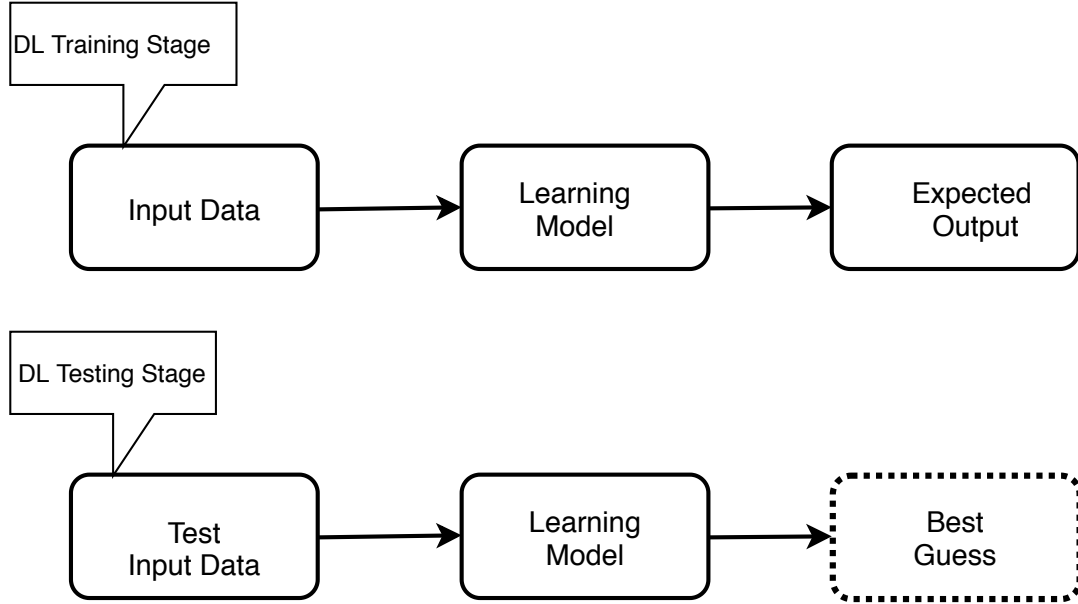 DL Training Stage
Input Data
Learning
Model
Expected
Output
DL Testing Stage
Test
Input Data
Learning
Model
Best
Guess